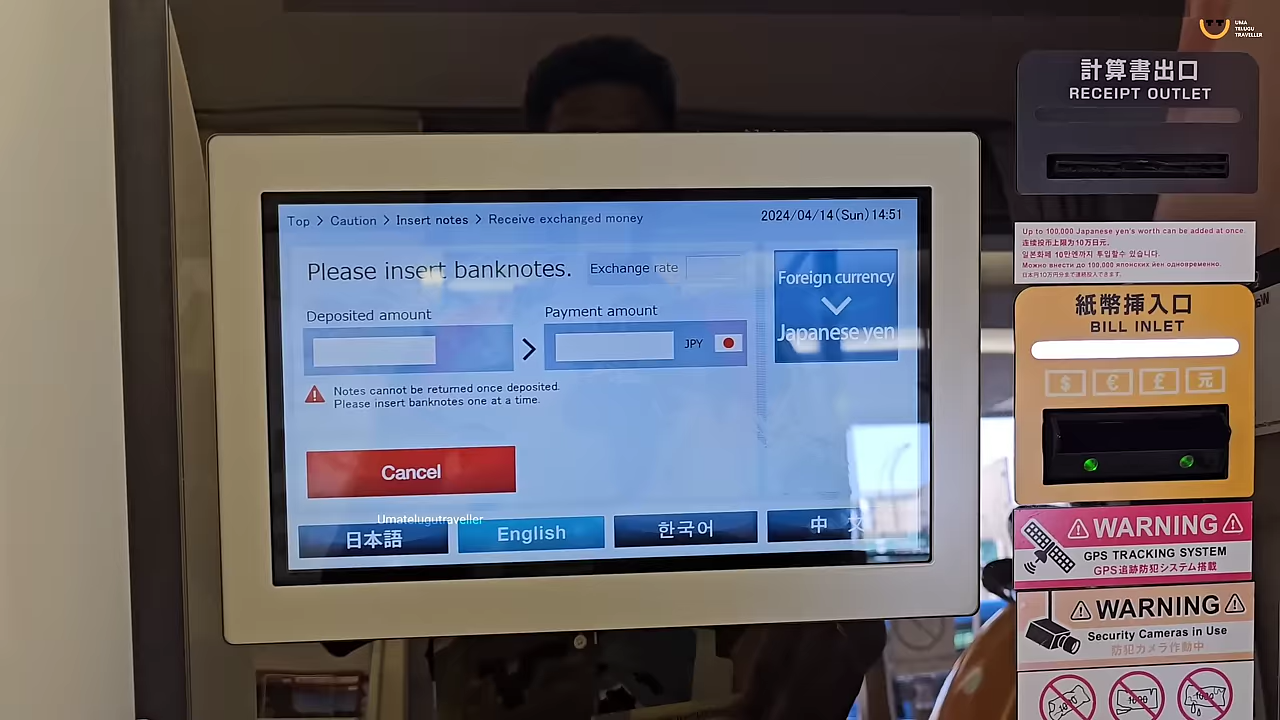 UMA
TELUGU
TRAVELLER
計算書出口
RECEIPT OUTLET
Top > Caution > Insert notes > Receive exchanged money
2024/04/14(Sun)14:51
Please insert banknotes.
Exchange rate
Foreign currency
Japanese yen
Deposited amount
Payment amount
JPY
Notes cannot be returned once deposited.
Please insert banknotes one at a time.
Cancel
Umatelugutraveller
日本語
English
한국어
中 文
Up to 100,000 Japanese yen's worth can be added at once.
连续投币上限为10万日元.
일본화폐 10만엔까지 투입할수 있습니다.
Можно внести до 100,000 японских йен одновременно.
日本円10万円分まで連続投入できます。
紙幣挿入口
BILL INLET
$ € £ 元
WARNING
GPS TRACKING SYSTEM
GPS追跡防犯システム搭載
WARNING
Security Cameras in Use
防犯カメラ作動中